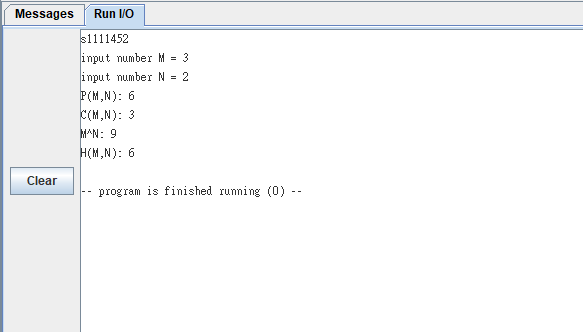 Messages Run I/O
s1111452
input number M = 3
input number N = 2
P(M,N): 6
C(M,N): 3
M^N: 9
H(M,N): 6
Clear
-- program is finished running (0) --